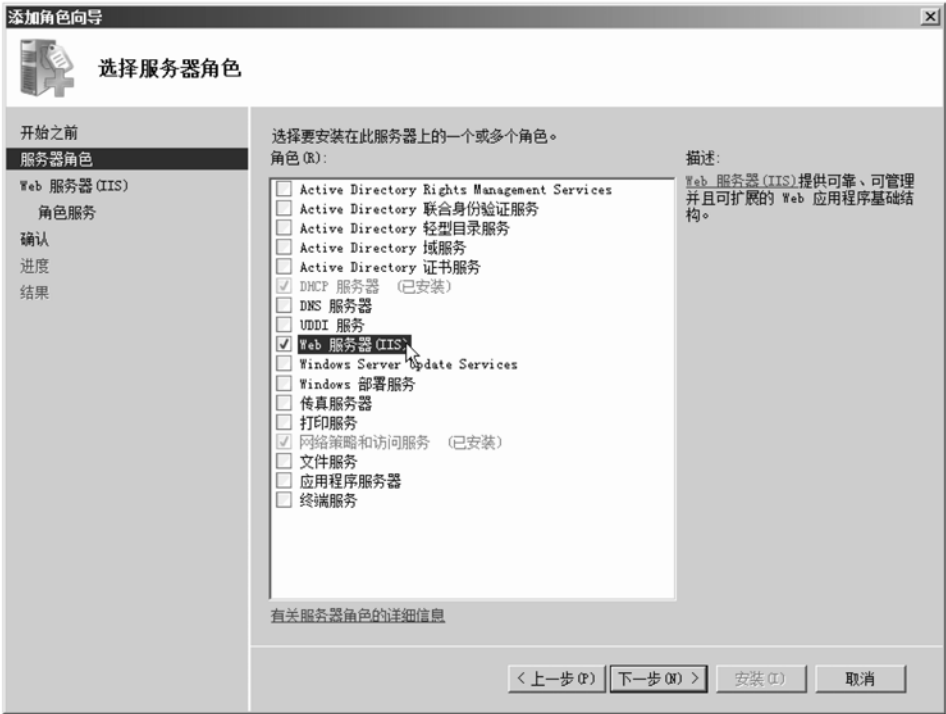 添加角色向导
选择服务器角色
开始之前
服务器角色
Web 服务器(IIS)
角色服务
确认
进度
结果
选择要安装在此服务器上的一个或多个角色。
角色(R):
Active Directory Rights Management Services
Active Directory 联合身份验证服务
Active Directory 轻型目录服务
Active Directory 域服务
Active Directory 证书服务
DHCP 服务器 (已安装)
DNS 服务器
UDDI 服务
Web 服务器(IIS)
Windows Server Update Services
Windows 部署服务
传真服务器
打印服务
网络策略和访问服务 (已安装)
文件服务
应用程序服务器
终端服务
有关服务器角色的详细信息
描述:
Web 服务器(IIS)提供可靠、可管理
并且可扩展的 Web 应用程序基础结
构。
< 上一步(P)
下一步(N) >
安装(I)
取消